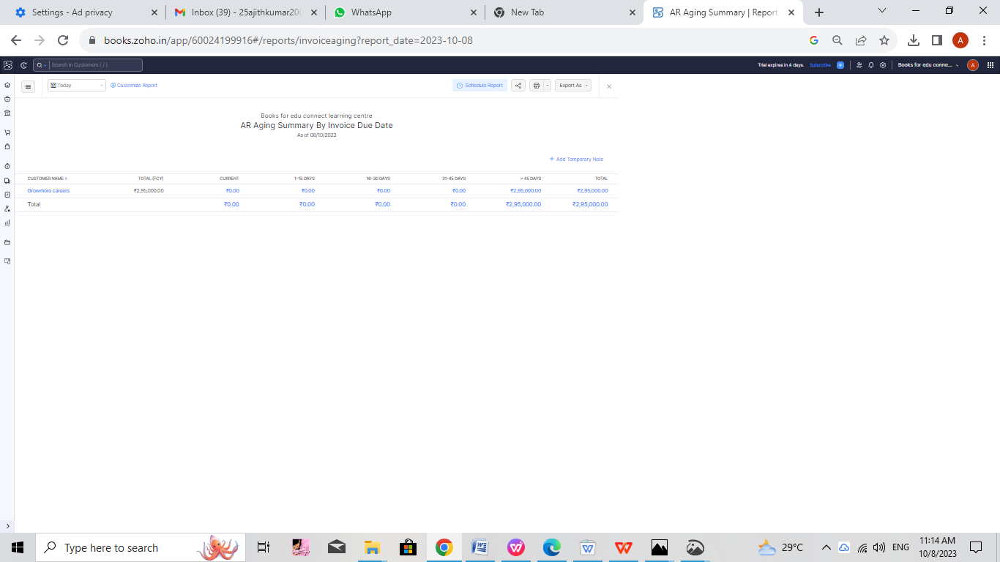 Settings - Ad privacy
Inbox (39) - 25ajithkumar200
WhatsApp
New Tab
AR Aging Summary | Report
books.zoho.in/app/60024199916#/reports/invoiceaging?report_date=2023-10-08
A
Search in Customers ( / )
Trial expires in 4 days. Subscribe
Books for edu conne...
A
Today
Customize Report
Schedule Report
Export As
Books for edu connect learning centre
AR Aging Summary By Invoice Due Date
As of 08/10/2023
Add Temporary Note
CUSTOMER NAME TOTAL (FCY) CURRENT 1-15 DAYS 16-30 DAYS 31-45 DAYS > 45 DAYS TOTAL
Growmore careers ₹2,95,000.00 ₹0.00 ₹0.00 ₹0.00 ₹0.00 ₹2,95,000.00 ₹2,95,000.00
Total ₹0.00 ₹0.00 ₹0.00 ₹0.00 ₹2,95,000.00 ₹2,95,000.00
Type here to search
29°C
ENG
11:14 AM
10/8/2023